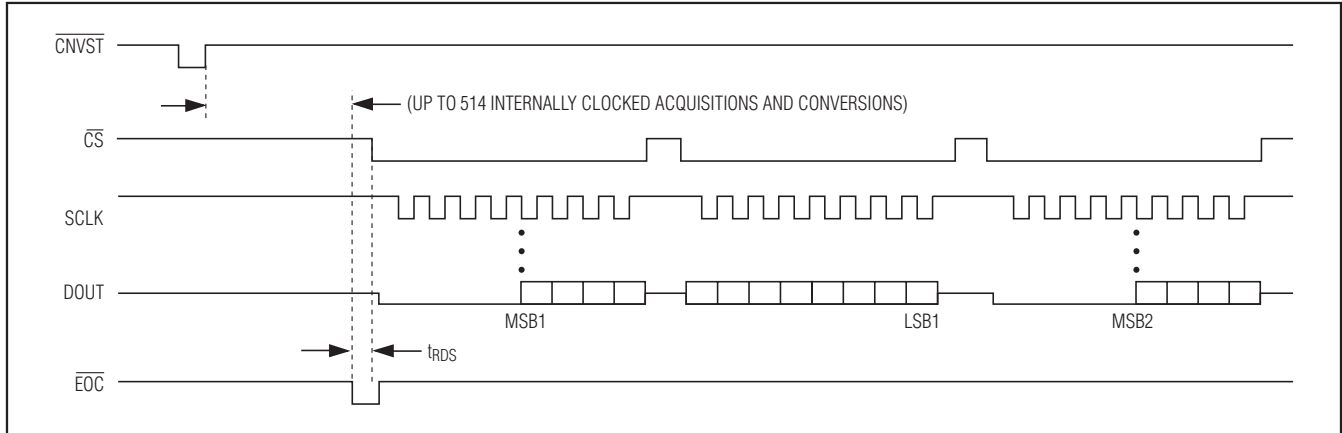 CNVST
(UP TO 514 INTERNALLY CLOCKED ACQUISITIONS AND CONVERSIONS)
CS
SCLK
DOUT
MSB1
LSB1
MSB2
tRDS
EOC